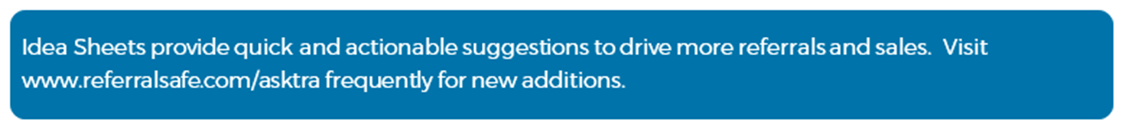 Idea Sheets provide quick and actionable suggestions to drive more referrals and sales.  Visit
www.referralsafe.com/asktra frequently for new additions.